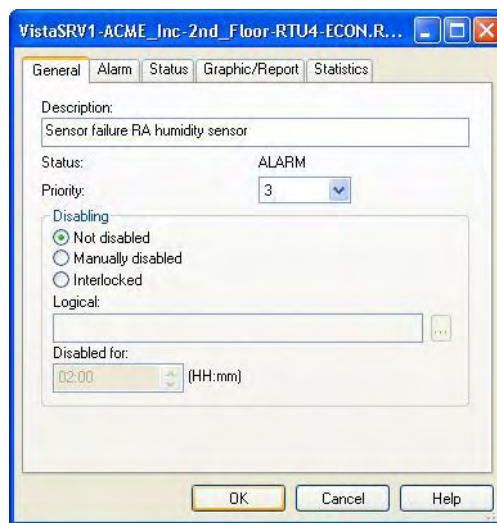 VistaSRV1-ACME_Inc-2nd_Floor-RTU4-ECON.R...
General Alarm Status Graphic/Report Statistics
Description:
Sensor failure RA humidity sensor
Status: ALARM
Priority: 3
Disabling
Not disabled
Manually disabled
Interlocked
Logical:
...
Disabled for:
02:00 (HH:mm)
OK Cancel Help